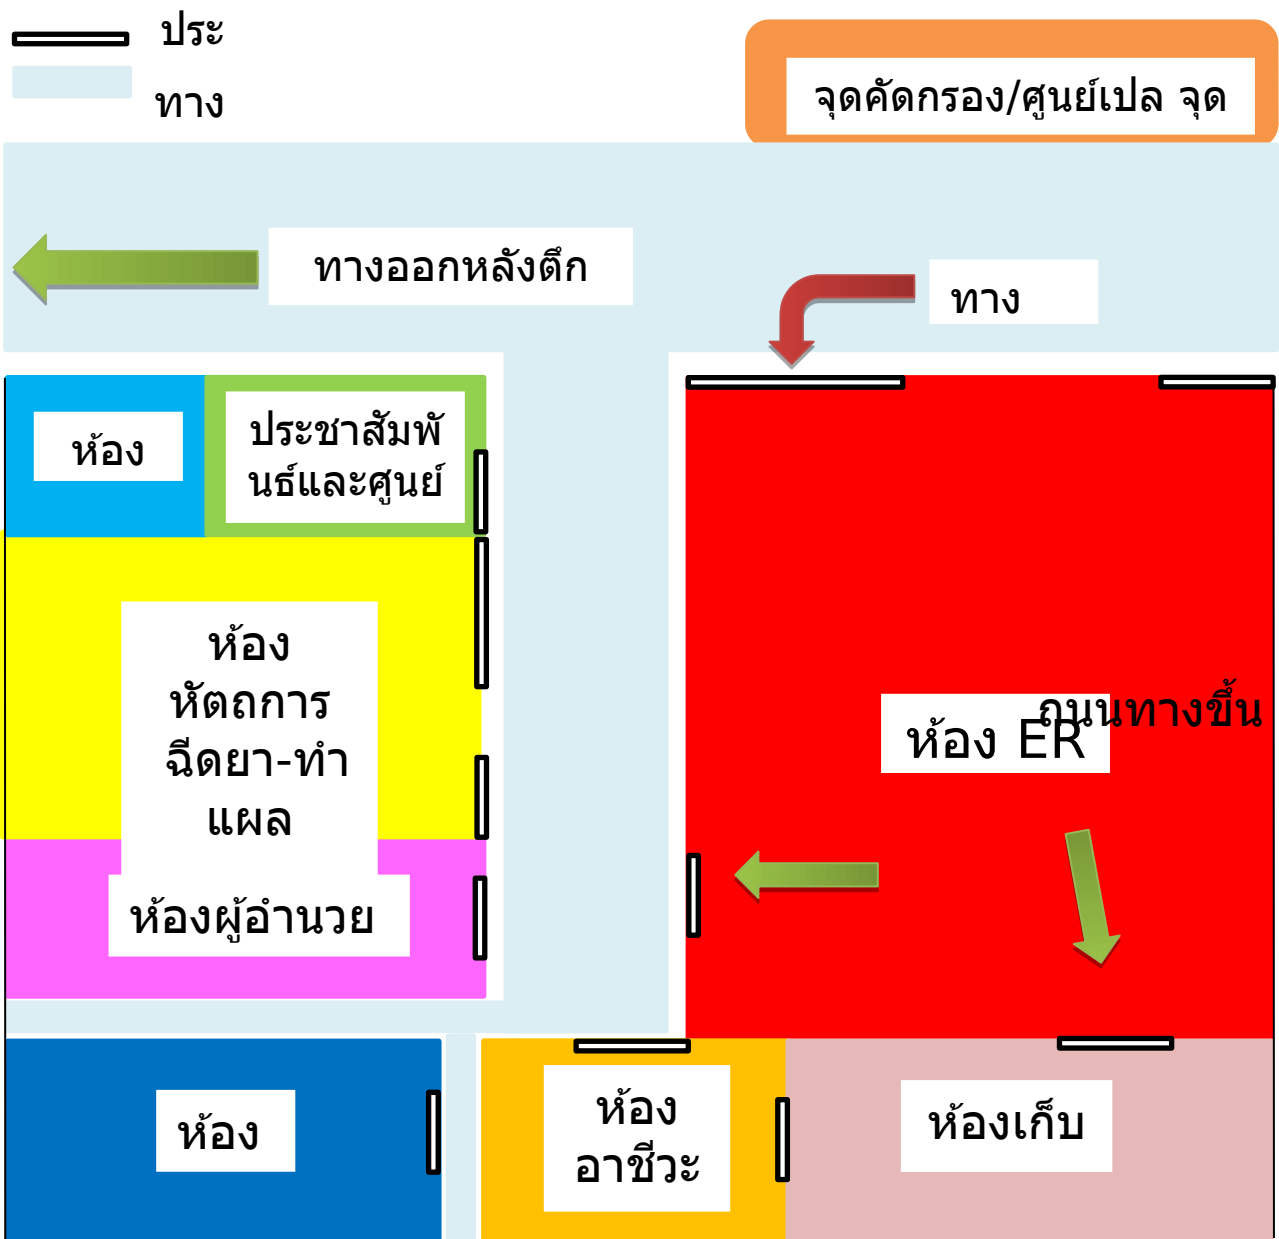 ประ
ทาง
จุดคัดกรอง/ศูนย์เปล จุด
ทางออกหลังตึก
ทาง
ห้อง
ประชาสัมพั
นธ์และศูนย์
ห้อง
หัตถการ
ฉีดยา-ทำ
แผล
ถนนทางขึ้น
ห้อง ER
ห้องผู้อำนวย
ห้อง
ห้อง
อาชีวะ
ห้องเก็บ